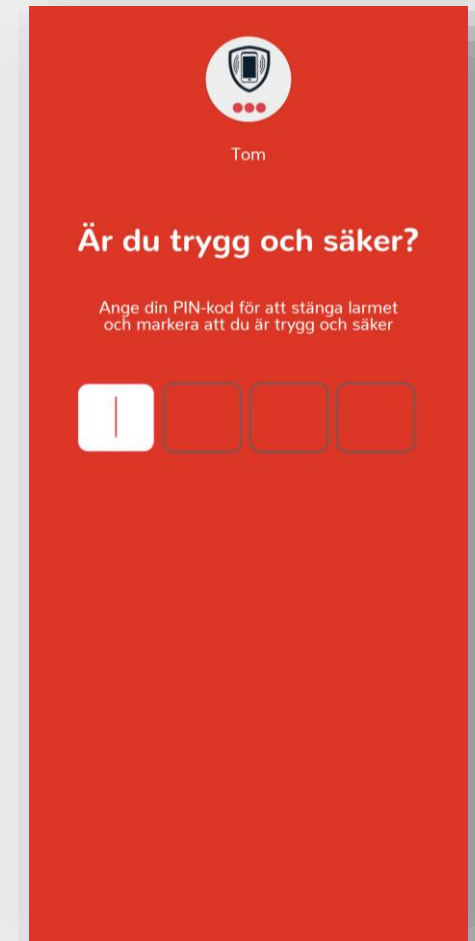 Tom
Är du trygg och säker?
Ange din PIN-kod för att stänga larmet
och markera att du är trygg och säker